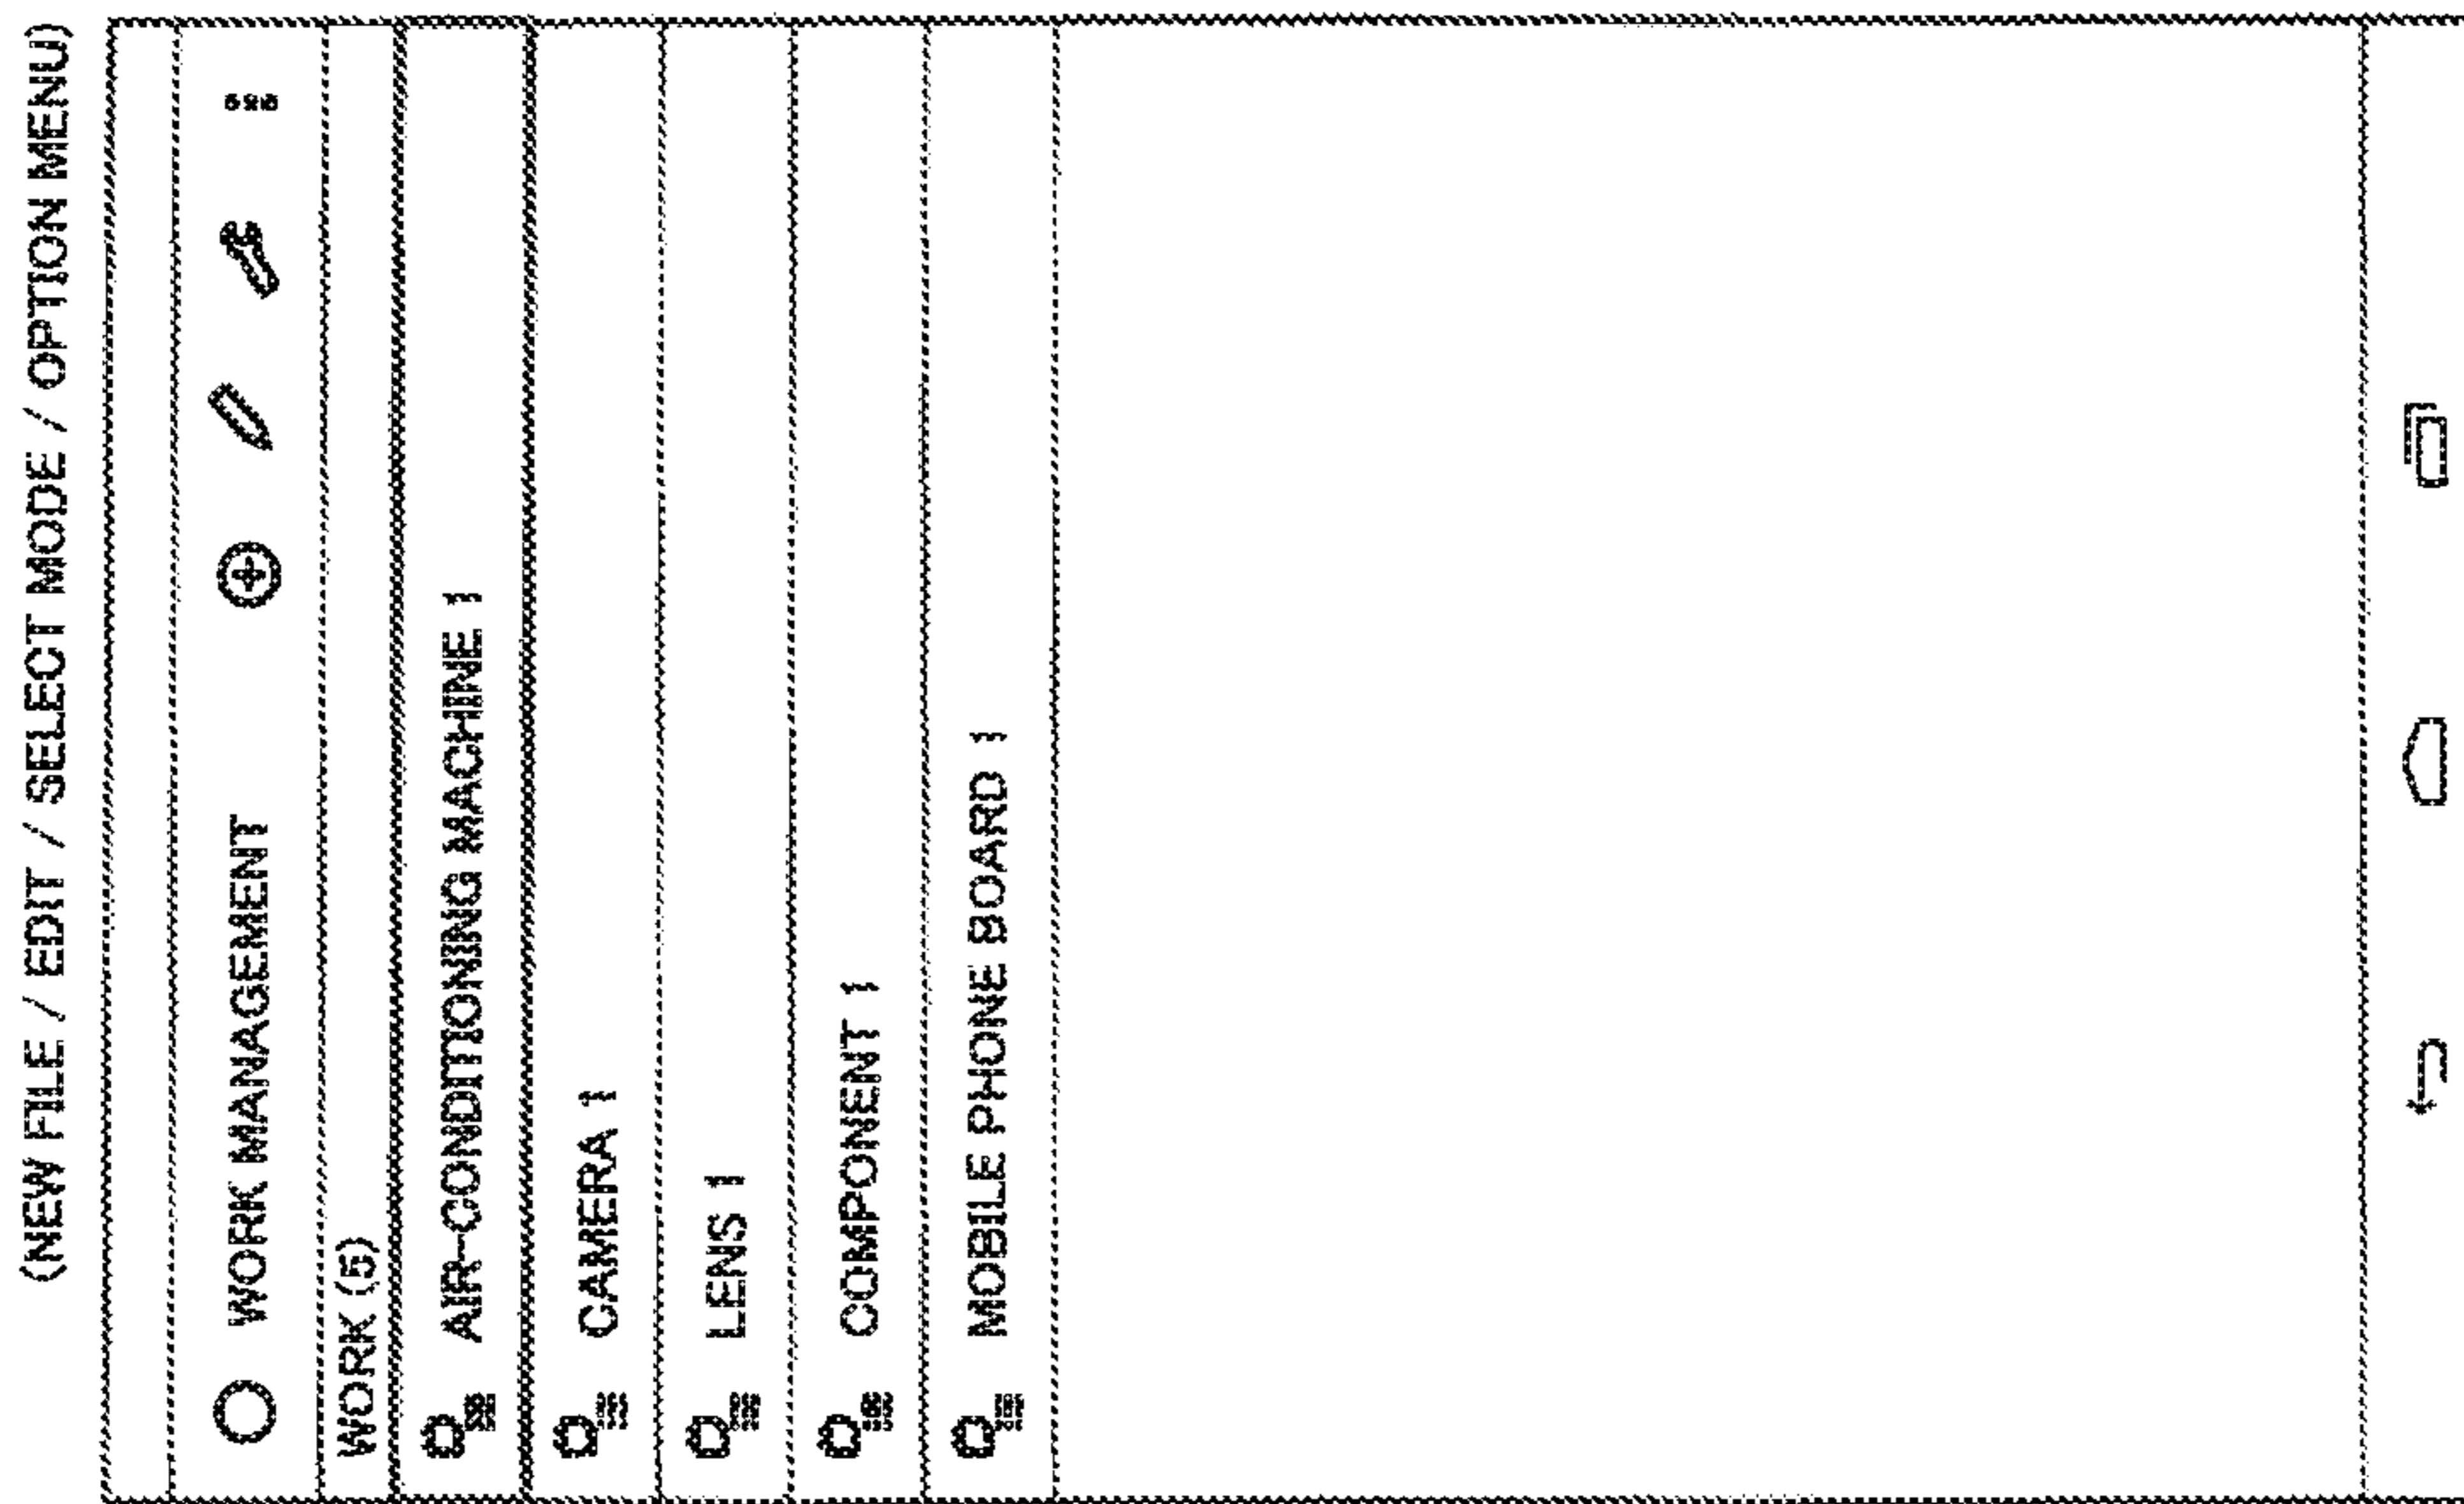 (NEW FILE / EDIT / SELECT MODE / OPTION MENU)
WORK MANAGEMENT
WORK (5)
AIR-CONDITIONING MACHINE 1
CAMERA 1
LENS 1
COMPONENT 1
MOBILE PHONE BOARD 1